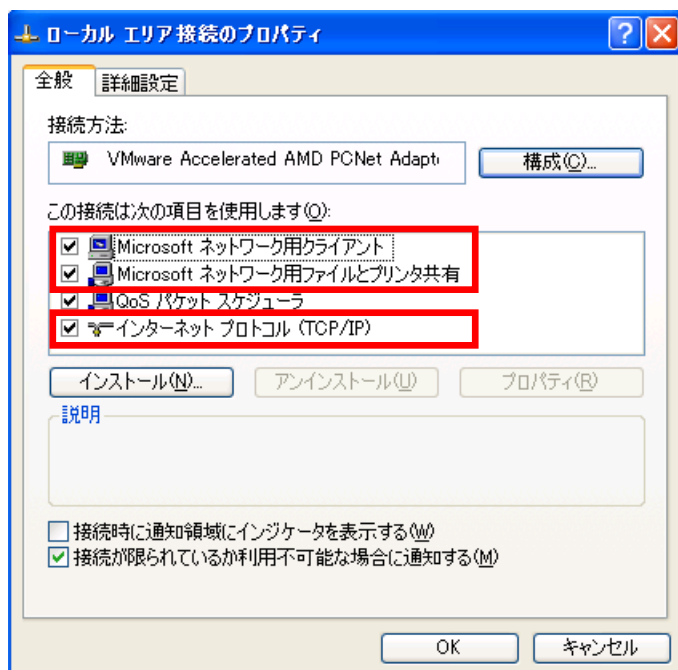 ローカル エリア接続のプロパティ
全般 詳細設定
接続方法:
VMware Accelerated AMD PCNet Adapt 構成(C)...
この接続は次の項目を使用します(O):
Microsoft ネットワーク用クライアント
Microsoft ネットワーク用ファイルとプリンタ共有
QoS パケット スケジューラ
インターネット プロトコル (TCP/IP)
インストール(N)... アンインストール(U) プロパティ(R)
説明
接続時に通知領域にインジケータを表示する(W)
接続が限られているか利用不可能な場合に通知する(M)
OK キャンセル